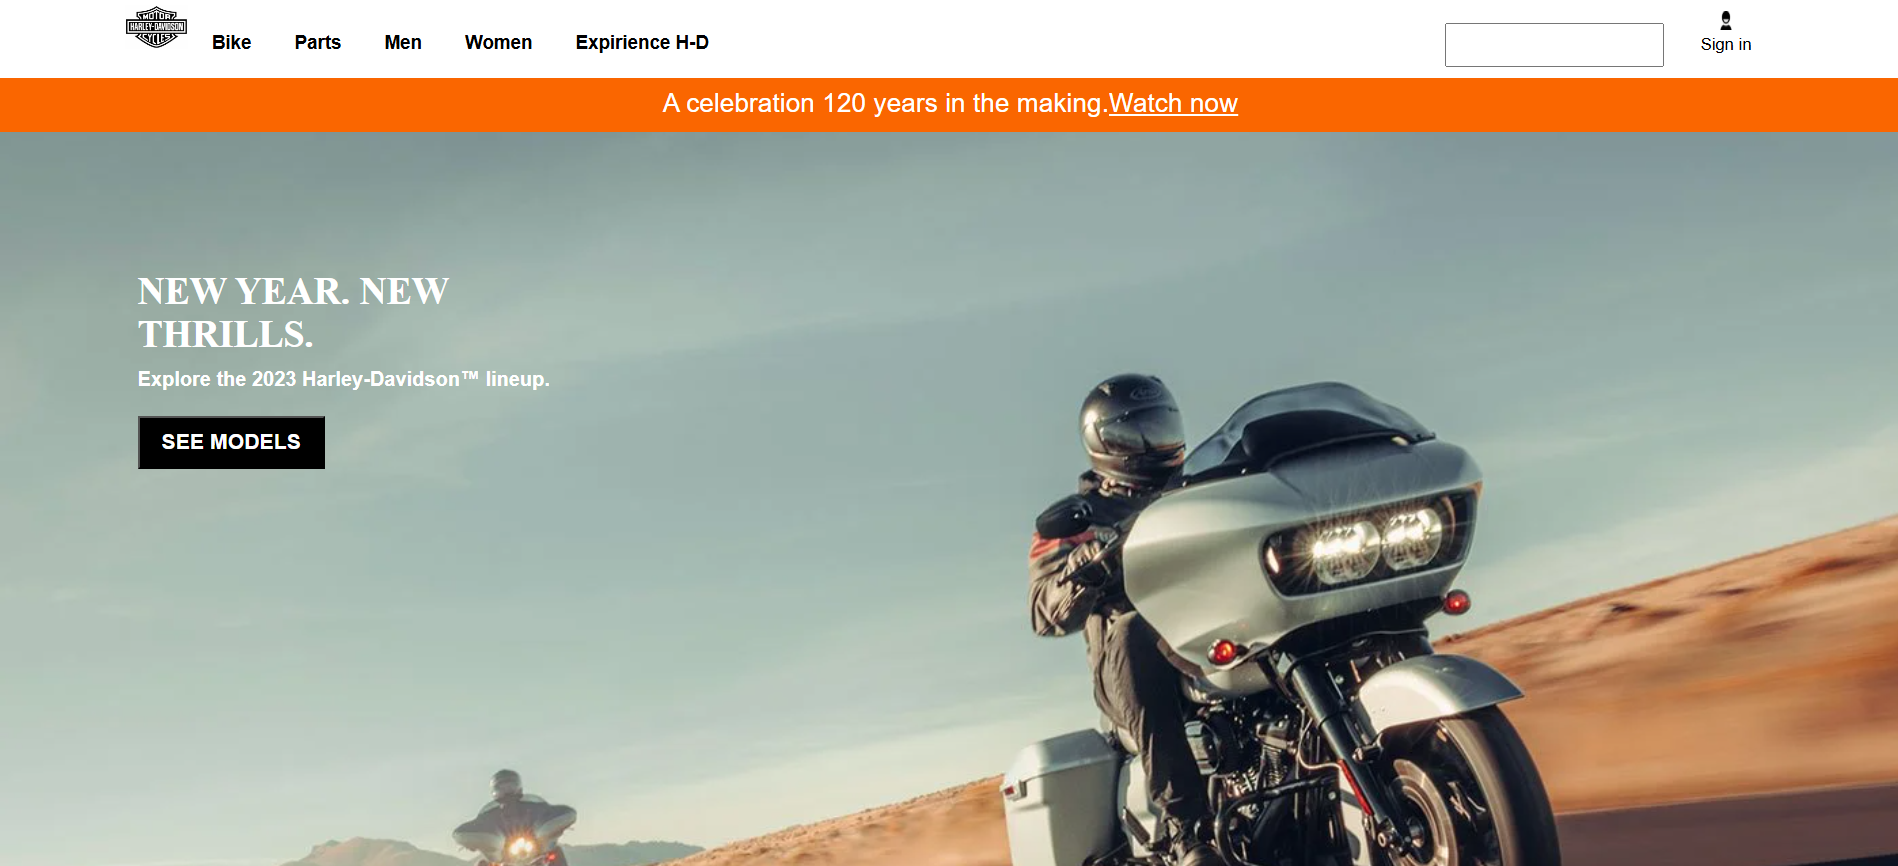 MOTOR
HARLEY-DAVIDSON
CYCLES
Bike
Parts
Men
Women
Expirience H-D
Sign in
A celebration 120 years in the making.Watch now
NEW YEAR. NEW
THRILLS.
Explore the 2023 Harley-Davidson™ lineup.
SEE MODELS